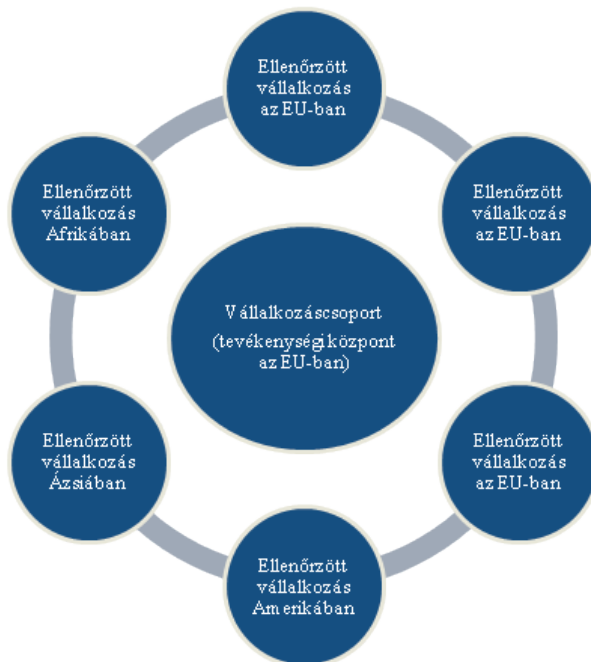 Ellenőrzött
vállalkozás
az EU-ban
Ellenőrzött
vállalkozás
Afrikában
Ellenőrzött
vállalkozás
az EU-ban
Vállalkozáscsoport
(tevékenységi központ
az EU-ban)
Ellenőrzött
vállalkozás
Ázsiában
Ellenőrzött
vállalkozás
az EU-ban
Ellenőrzött
vállalkozás
Amerikában